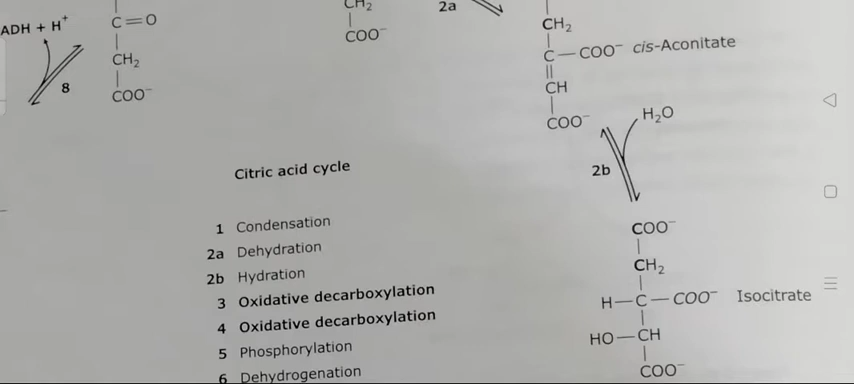 ADH + H+
C=O
CH2
COO-
8
CH2
COO-
2a
CH2
C-COO- cis-Aconitate
CH
COO-
H2O
2b
Citric acid cycle
1 Condensation
2a Dehydration
2b Hydration
3 Oxidative decarboxylation
4 Oxidative decarboxylation
5 Phosphorylation
6 Dehydrogenation
COO-
CH2
H-C-COO- Isocitrate
HO-CH
COO-